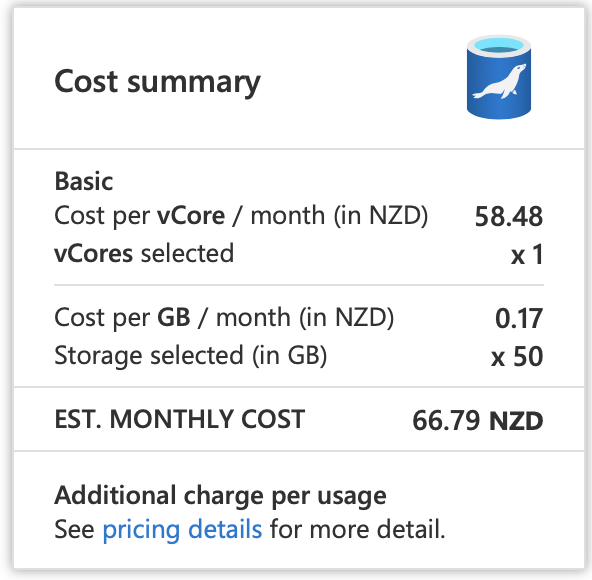 Cost summary
Basic
Cost per vCore / month (in NZD) 58.48
vCores selected x 1
Cost per GB / month (in NZD) 0.17
Storage selected (in GB) x 50
EST. MONTHLY COST 66.79 NZD
Additional charge per usage
See pricing details for more detail.